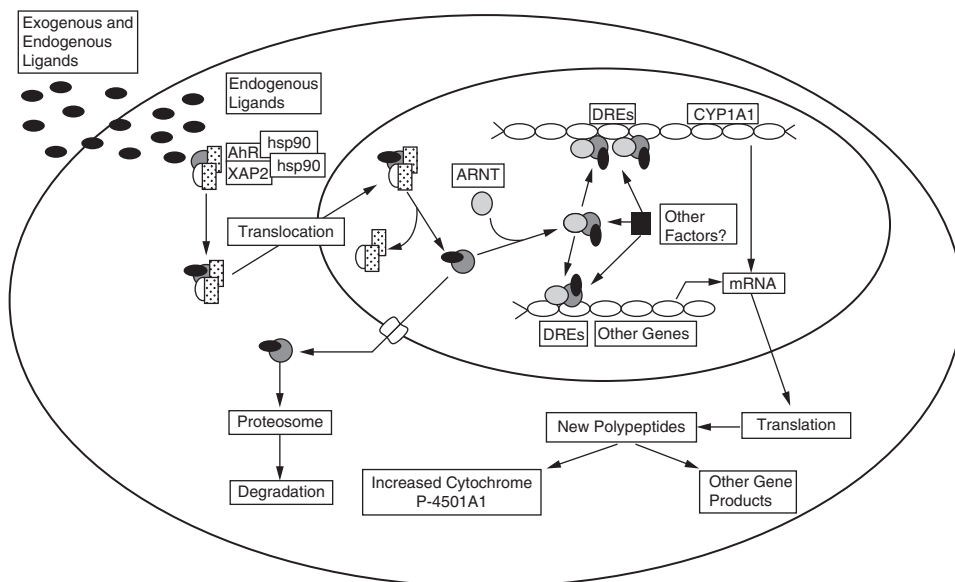 Exogenous and
Endogenous
Ligands
Endogenous
Ligands
AhR
hsp90
XAP2
hsp90
Translocation
ARNT
DREs
CYP1A1
Other
Factors?
mRNA
DREs
Other Genes
Proteosome
Degradation
New Polypeptides
Translation
Increased Cytochrome
P-4501A1
Other Gene
Products